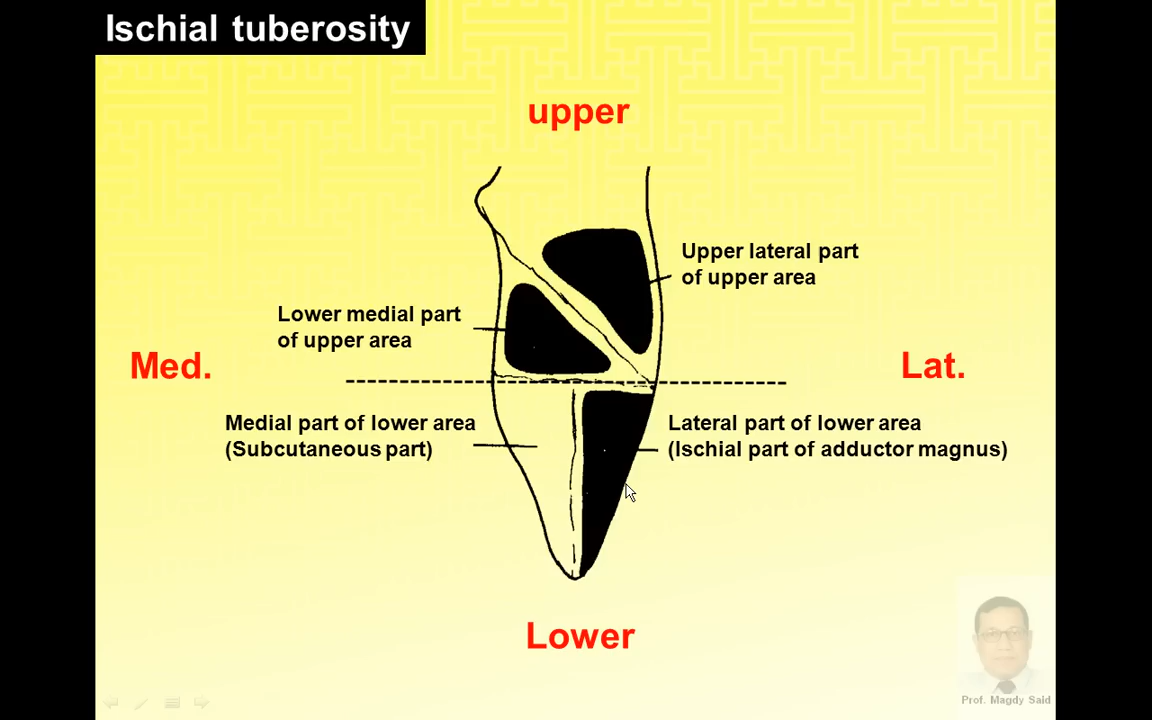 Ischial tuberosity
upper
Upper lateral part
of upper area
Lower medial part
of upper area
Med.
Lat.
Medial part of lower area
(Subcutaneous part)
Lateral part of lower area
(Ischial part of adductor magnus)
Lower
Prof. Magdy Said